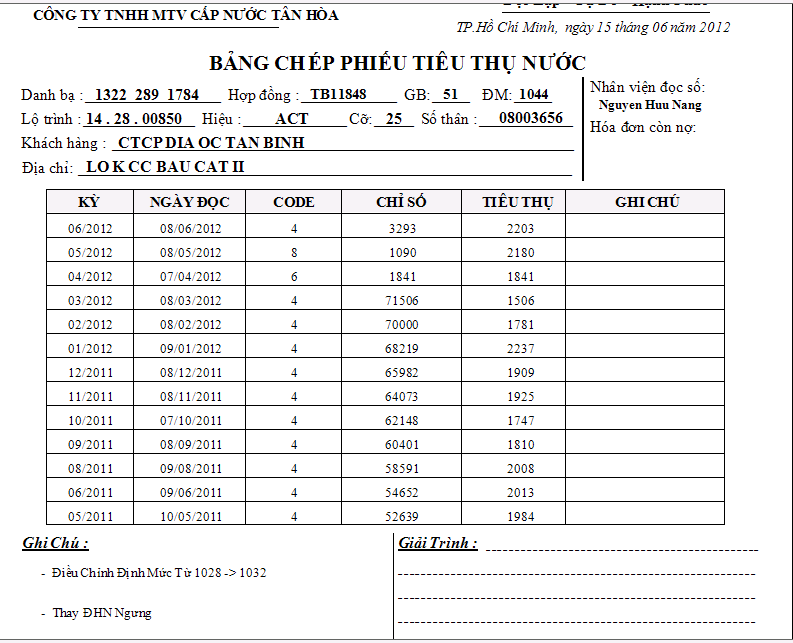 CÔNG TY TNHH MTV CẤP NƯỚC TÂN HÒA
TP.Hồ Chí Minh, ngày 15 tháng 06 năm 2012
BẢNG CHÉP PHIẾU TIÊU THỤ NƯỚC
Danh bạ : 1322 289 1784 Hợp đồng : TB11848 GB: 51 ĐM: 1044
Lộ trình : 14 . 28 . 00850 Hiệu : ACT Cỡ: 25 Số thân : 08003656
Khách hàng : CTCP DIA OC TAN BINH
Địa chỉ: LO K CC BAU CAT II
Nhân viên đọc số:
Nguyen Huu Nang
Hóa đơn còn nợ:
KỲ NGÀY ĐỌC CODE CHỈ SỐ TIÊU THỤ GHI CHÚ
06/2012 08/06/2012 4 3293 2203
05/2012 08/05/2012 8 1090 2180
04/2012 07/04/2012 6 1841 1841
03/2012 08/03/2012 4 71506 1506
02/2012 08/02/2012 4 70000 1781
01/2012 09/01/2012 4 68219 2237
12/2011 08/12/2011 4 65982 1909
11/2011 08/11/2011 4 64073 1925
10/2011 07/10/2011 4 62148 1747
09/2011 08/09/2011 4 60401 1810
08/2011 09/08/2011 4 58591 2008
06/2011 09/06/2011 4 54652 2013
05/2011 10/05/2011 4 52639 1984
Ghi Chú :
- Điều Chỉnh Định Mức Từ 1028 -> 1032
- Thay ĐHN Ngưng
Giải Trình :